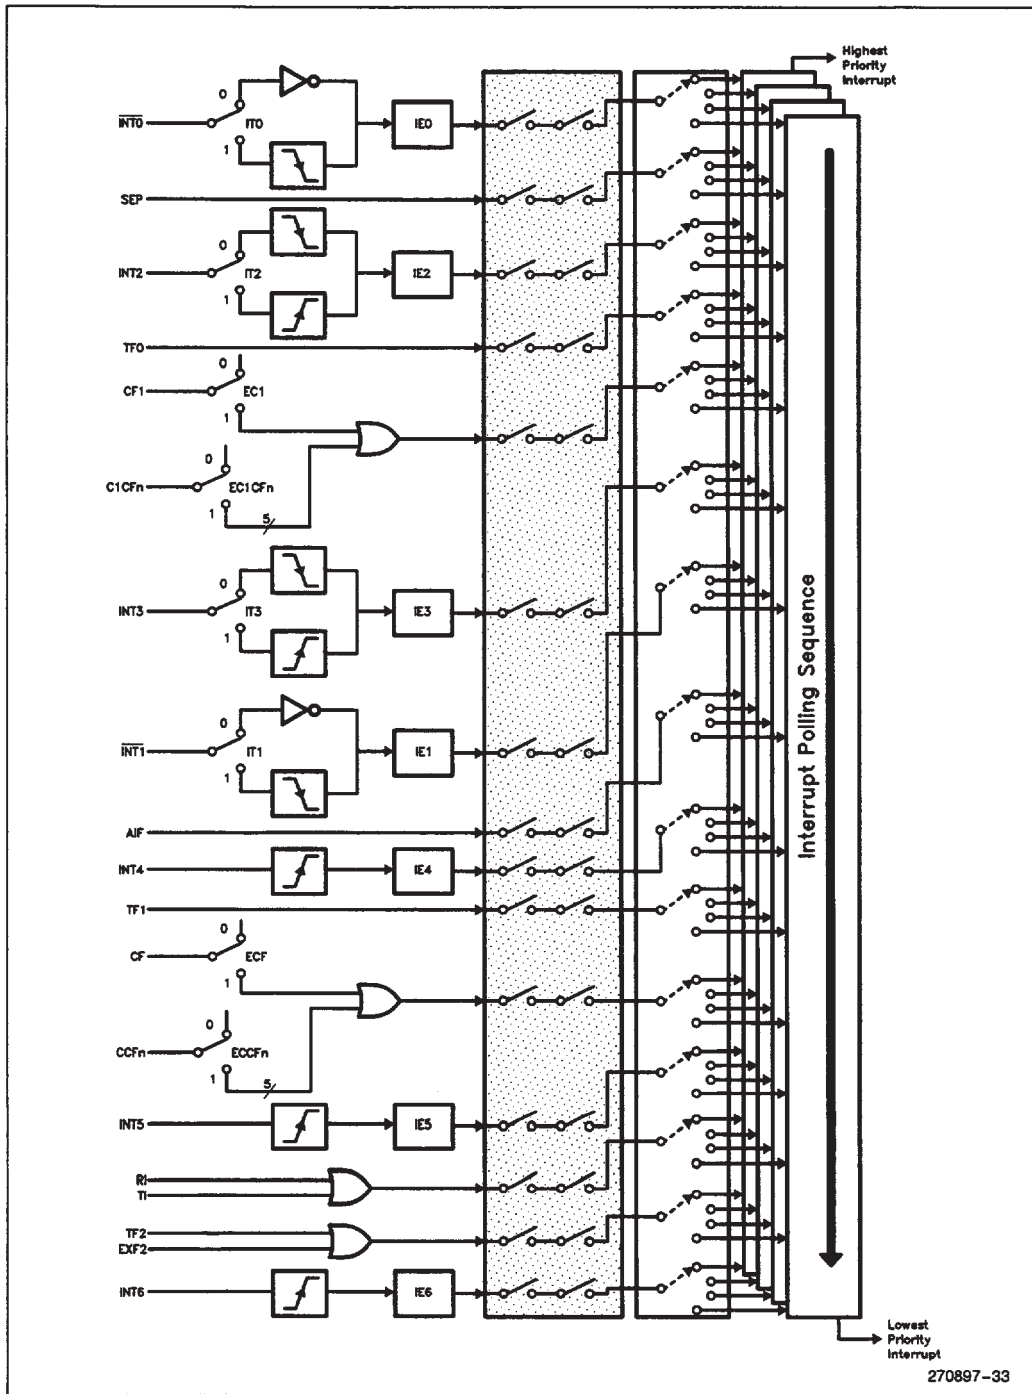 Highest
Priority
Interrupt
0
INT0
IT0
IE0
1
SEP
0
INT2
IT2
IE2
1
TF0
0
CF1
EC1
1
0
C1CFn
EC1CFn
1
5
0
INT3
IT3
IE3
1
0
INT1
IT1
IE1
1
AIF
INT4
IE4
TF1
0
CF
ECF
1
0
CCFn
ECCFn
1
5
INT5
IE5
RI
TI
TF2
EXF2
INT6
IE6
Interrupt Polling Sequence
Lowest
Priority
Interrupt
270897-33